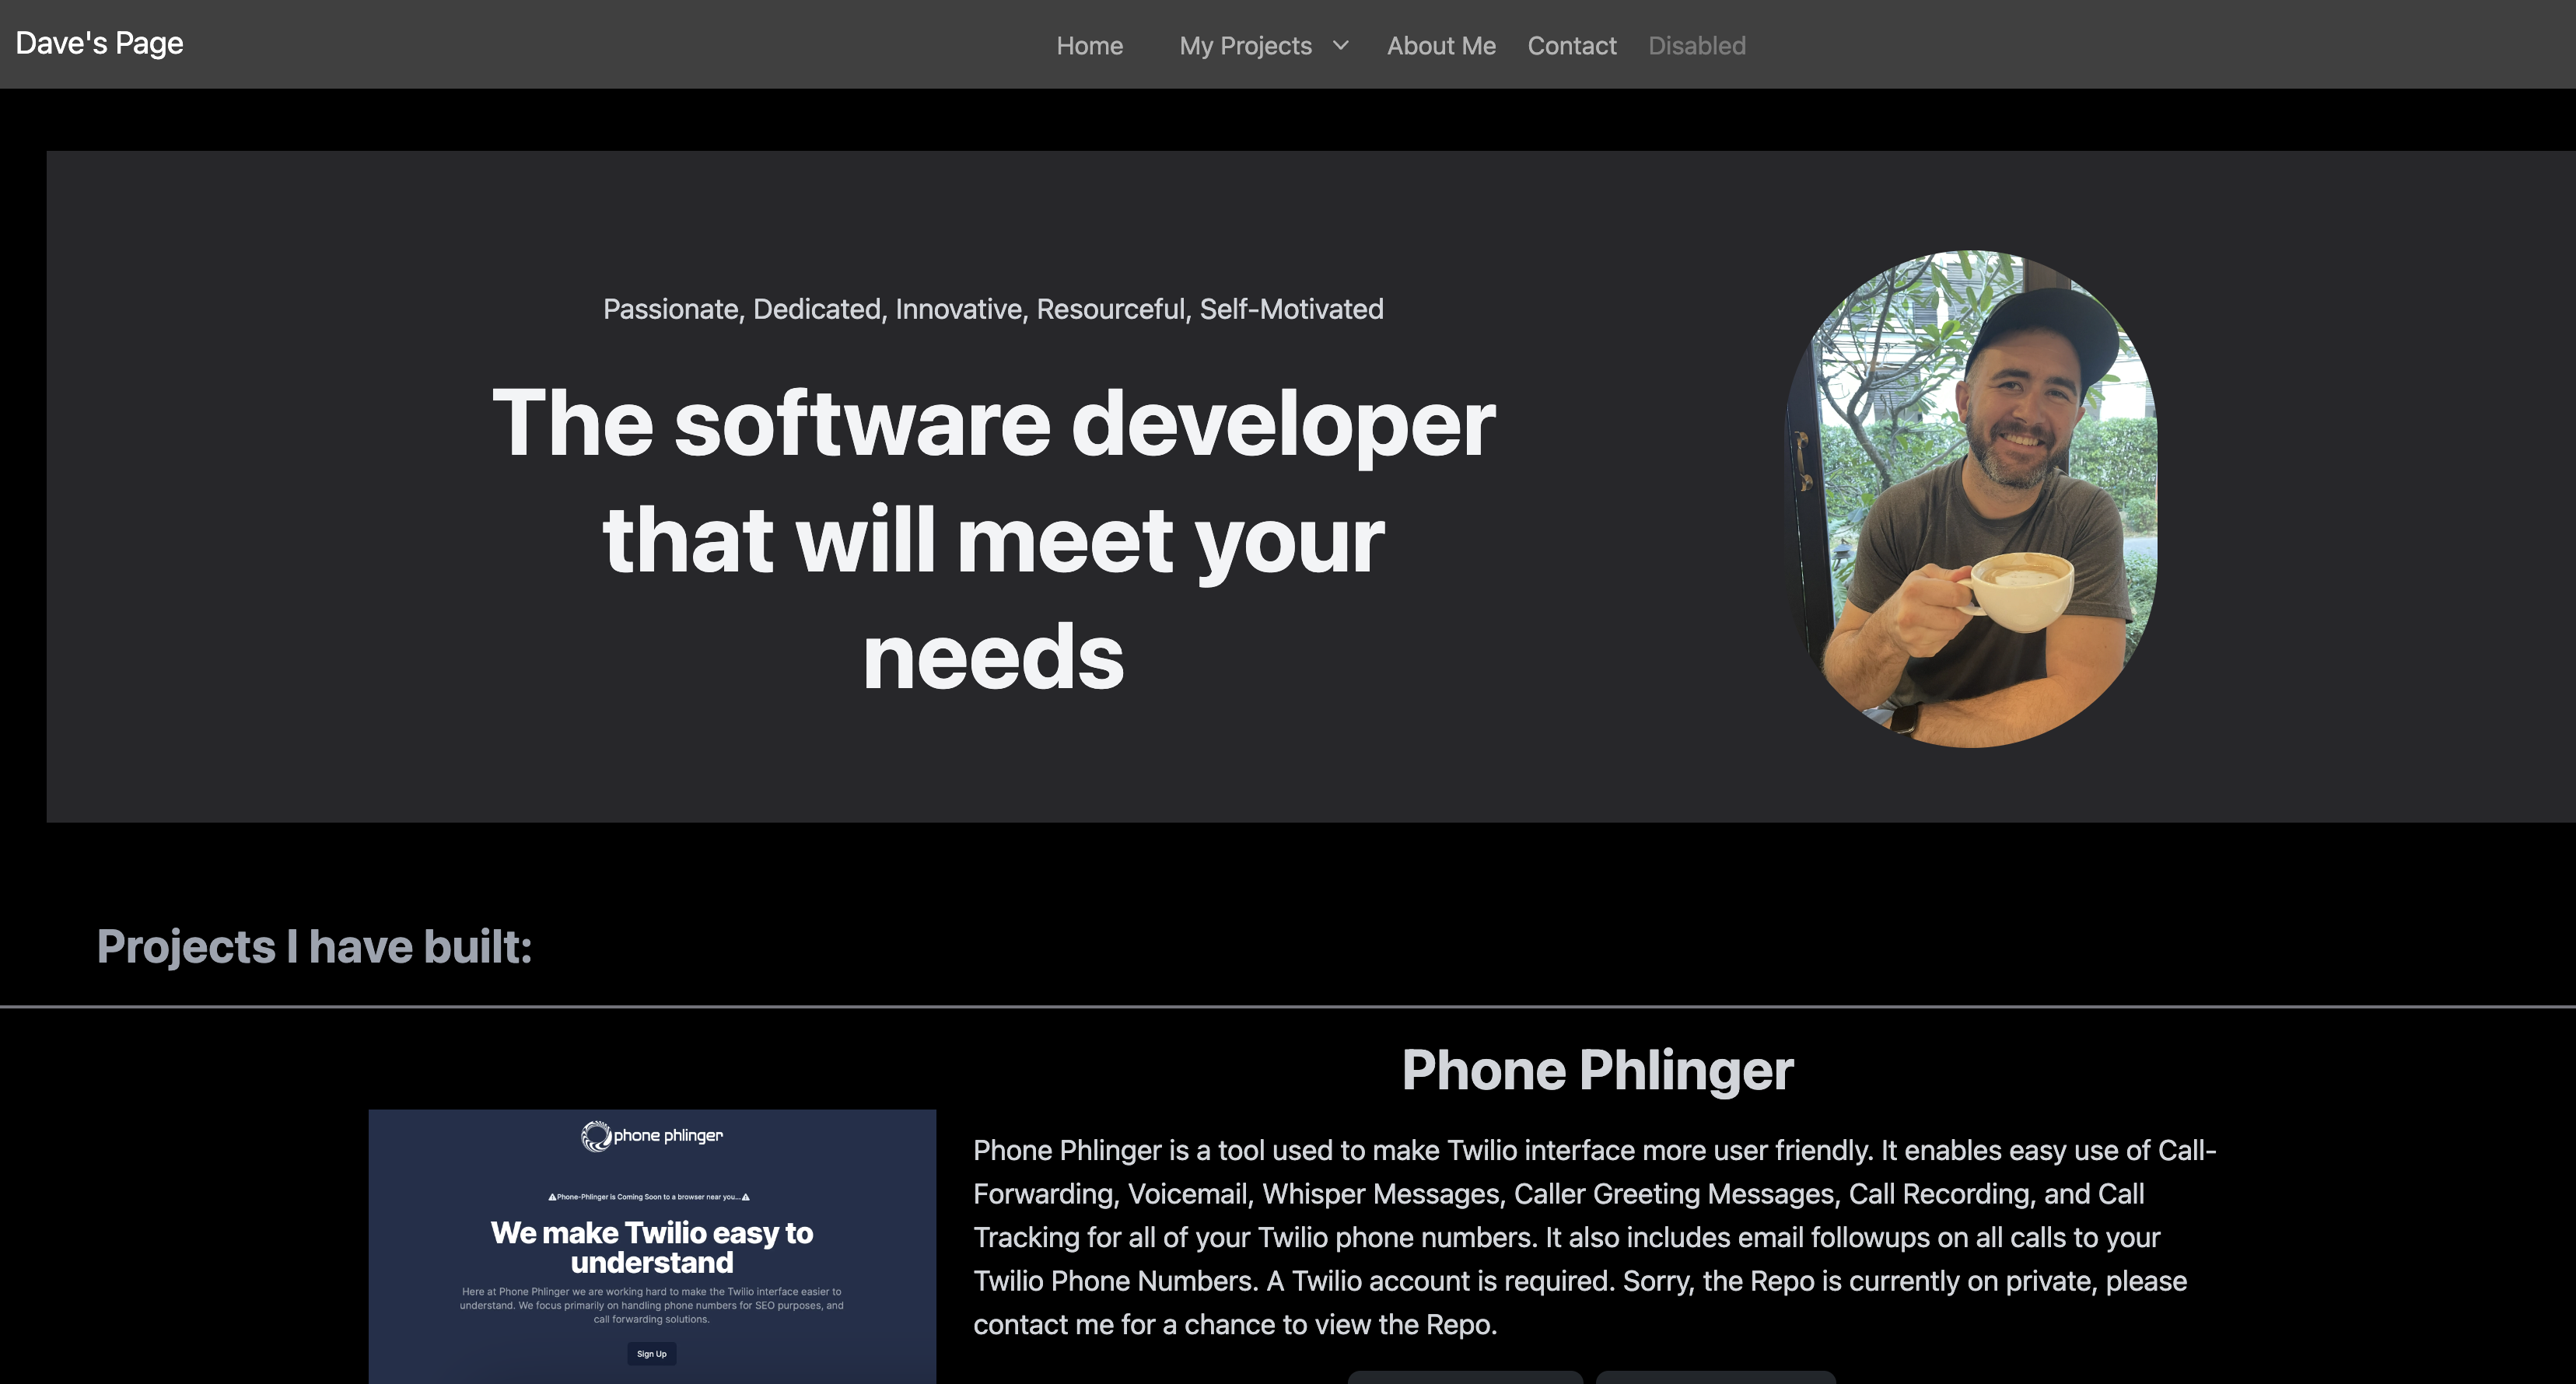 Dave's Page
Home My Projects About Me Contact Disabled
Passionate, Dedicated, Innovative, Resourceful, Self-Motivated
The software developer
that will meet your
needs
Projects I have built:
Phone Phlinger
phone phlinger
Phone-Phlinger is Coming Soon to a browser near you...
We make Twilio easy to
understand
Here at Phone Phlinger we are working hard to make the Twilio interface easier to
understand. We focus primarily on handling phone numbers for SEO purposes, and
call forwarding solutions.
Sign Up
Phone Phlinger is a tool used to make Twilio interface more user friendly. It enables easy use of Call-
Forwarding, Voicemail, Whisper Messages, Caller Greeting Messages, Call Recording, and Call
Tracking for all of your Twilio phone numbers. It also includes email followups on all calls to your
Twilio Phone Numbers. A Twilio account is required. Sorry, the Repo is currently on private, please
contact me for a chance to view the Repo.